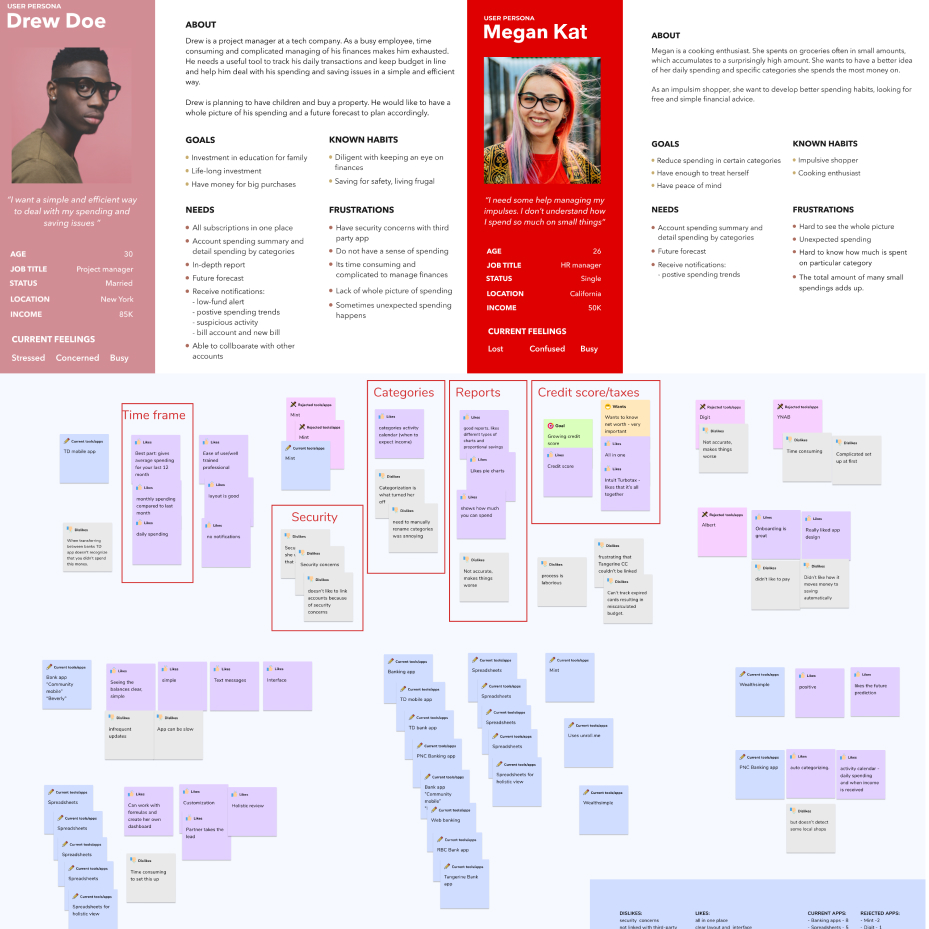 USER PERSONA
Drew Doe
"I want a simple and efficient way
to deal with my spending and
saving issues "
AGE 30
JOB TITLE Project manager
STATUS Married
LOCATION New York
INCOME 85K
CURRENT FEELINGS
Stressed Concerned Busy
ABOUT
Drew is a project manager at a tech company. As a busy employee, time
consuming and complicated managing of his finances makes him exhausted.
He needs a useful tool to track his daily transactions and keep budget in line
and help him deal with his spending and saving issues in a simple and efficient
way.
Drew is planning to have children and buy a property. He would like to have a
whole picture of his spending and a future forecast to plan accordingly.
GOALS
Investment in education for family
Life-long investment
Have money for big purchases
KNOWN HABITS
Diligent with keeping an eye on
finances
Saving for safety, living frugal
NEEDS
All subscriptions in one place
Account spending summary and
detail spending by categories
In-depth report
Future forecast
Receive notifications:
- low-fund alert
- postive spending trends
- suspicious activity
- bill account and new bill
Able to collboarate with other
accounts
FRUSTRATIONS
Have security concerns with third
party app
Do not have a sense of spending
Its time consuming and
complicated to manage finances
Lack of whole picture of spending
Sometimes unexpected spending
happens
USER PERSONA
Megan Kat
"I need some help managing my
impulses. I don't understand how
I spend so much on small things"
AGE 26
JOB TITLE HR manager
STATUS Single
LOCATION California
INCOME 50K
CURRENT FEELINGS
Lost Confused Busy
ABOUT
Megan is a cooking enthusiast. She spends on groceries often in small amounts,
which accumulates to a surprisingly high amount. She wants to have a better idea
of her daily spending and specific categories she spends the most money on.
As an impulsim shopper, she want to develop better spending habits, looking for
free and simple financial advice.
GOALS
Reduce spending in certain categories
Have enough to treat herself
Have peace of mind
KNOWN HABITS
Impulsive shopper
Cooking enthusiast
NEEDS
Account spending summary and
detail spending by categories
Future forecast
Receive notifications:
- postive spending trends
FRUSTRATIONS
Hard to see the whole picture
Unexpected spending
Hard to know how much is spent
on particular category
The total amount of many small
spendings adds up.
Current tools/apps
TD mobile app
Dislikes
When transferring
between banks TD
app doesn't recognize
that you didn't spend
this money.
Time frame
Likes
Best part: gives
average spending
for your last 12
month
Likes
monthly spending
compared to last
month
Likes
daily spending
Likes
Ease of use/well
trained
professional
Likes
layout is good
Likes
no notifications
Rejected tools/apps
Mint
Rejected tools/apps
Mint
Current tools/apps
Mint
Security
Dislikes
Dislikes
Security concerns
Dislikes
doesn't like to link
accounts because
of security
concerns
Categories
Likes
categories activity
calendar (when to
expect income)
Dislikes
Categorization is
what turned her
off
Dislikes
need to manually
rename categories
was annoying
Reports
Likes
good reports. likes
different types of
charts and
proportional savings
Likes
Likes pie charts
Likes
shows how much
you can spend
Dislikes
Not accurate,
makes things
worse
Credit score/taxes
Goal
Growing credit
score
Likes
Credit score
Wants
Wants to know
net worth - very
important
Likes
All in one
Likes
Intuit Turbotax -
likes that it's all
together
Dislikes
process is
laborious
Dislikes
frustrating that
Tangerine CC
couldn't be linked
Dislikes
Can't track expired
cards resulting in
miscalculated
budget.
Rejected tools/apps
Digit
Dislikes
Not accurate,
makes things
worse
Rejected tools/apps
YNAB
Dislikes
Time consuming
Dislikes
Complicated set
up at first
Rejected tools/apps
Albert
Likes
Onboarding is
great
Likes
Really liked app
design
Dislikes
didn't like to pay
Dislikes
Didn't like how it
moves money to
saving
automatically
Current tools/apps
Bank app
"Community
mobile"
"Beverly"
Likes
Seeing the
balances clean
simple
Likes
simple
Likes
Text messages
Likes
Interface
Dislikes
infrequent
updates
Dislikes
App can be slow
Current tools/apps
Spreadsheets
Current tools/apps
Spreadsheets
Current tools/apps
Spreadsheets
Current tools/apps
Spreadsheets
Current tools/apps
Spreadsheets for
holistic view
Likes
Can work with
formulas and
create her own
dashboard
Likes
Customization
Likes
Partner takes the
lead
Likes
Holistic review
Dislikes
Time consuming
to set this up
Current tools/apps
Banking app
Current tools/apps
TD mobile app
Current tools/apps
TD bank app
Current tools/apps
PNC Banking app
Current tools/apps
Bank app
"Community
mobile"
Current tools/apps
Web banking
Current tools/apps
RBC Bank app
Current tools/apps
Tangerine Bank
app
Current tools/apps
Spreadsheets
Current tools/apps
Spreadsheets
Current tools/apps
Spreadsheets
Current tools/apps
Spreadsheets
Current tools/apps
Spreadsheets for
holistic view
Current tools/apps
Mint
Current tools/apps
Uses unroll me
Current tools/apps
Wealthsimple
Current tools/apps
Wealthsimple
Likes
positive
Likes
likes the future
prediction
Current tools/apps
PNC Banking app
Likes
auto categorizing.
Likes
activity calendar -
daily spending
and when income
is received
Dislikes
but doesn't detect
some local shops
DISLIKES:
security concerns
not linked with third-party
LIKES:
all in one place
clear layout and interface
CURRENT APPS:
- Banking apps - 8
- Spreadsheets - 5
REJECTED APPS:
- Mint -2
- Digit - 1